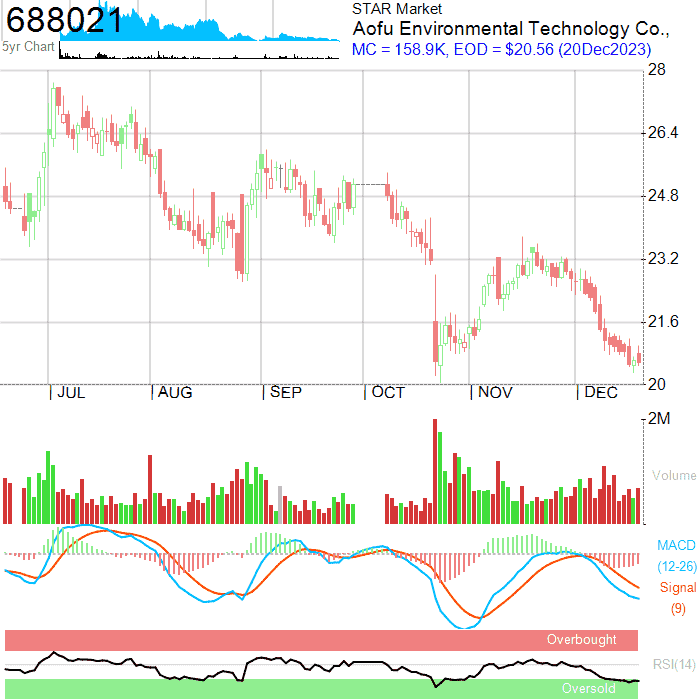 688021
5yr Chart
STAR Market
Aofu Environmental Technology Co.,
MC = 158.9K, EOD = $20.56 (20Dec2023)
28
26.4
24.8
23.2
21.6
20
JUL AUG SEP OCT NOV DEC
2M
Volume
MACD
(12-26)
Signal
(9)
Overbought
RSI(14)
Oversold